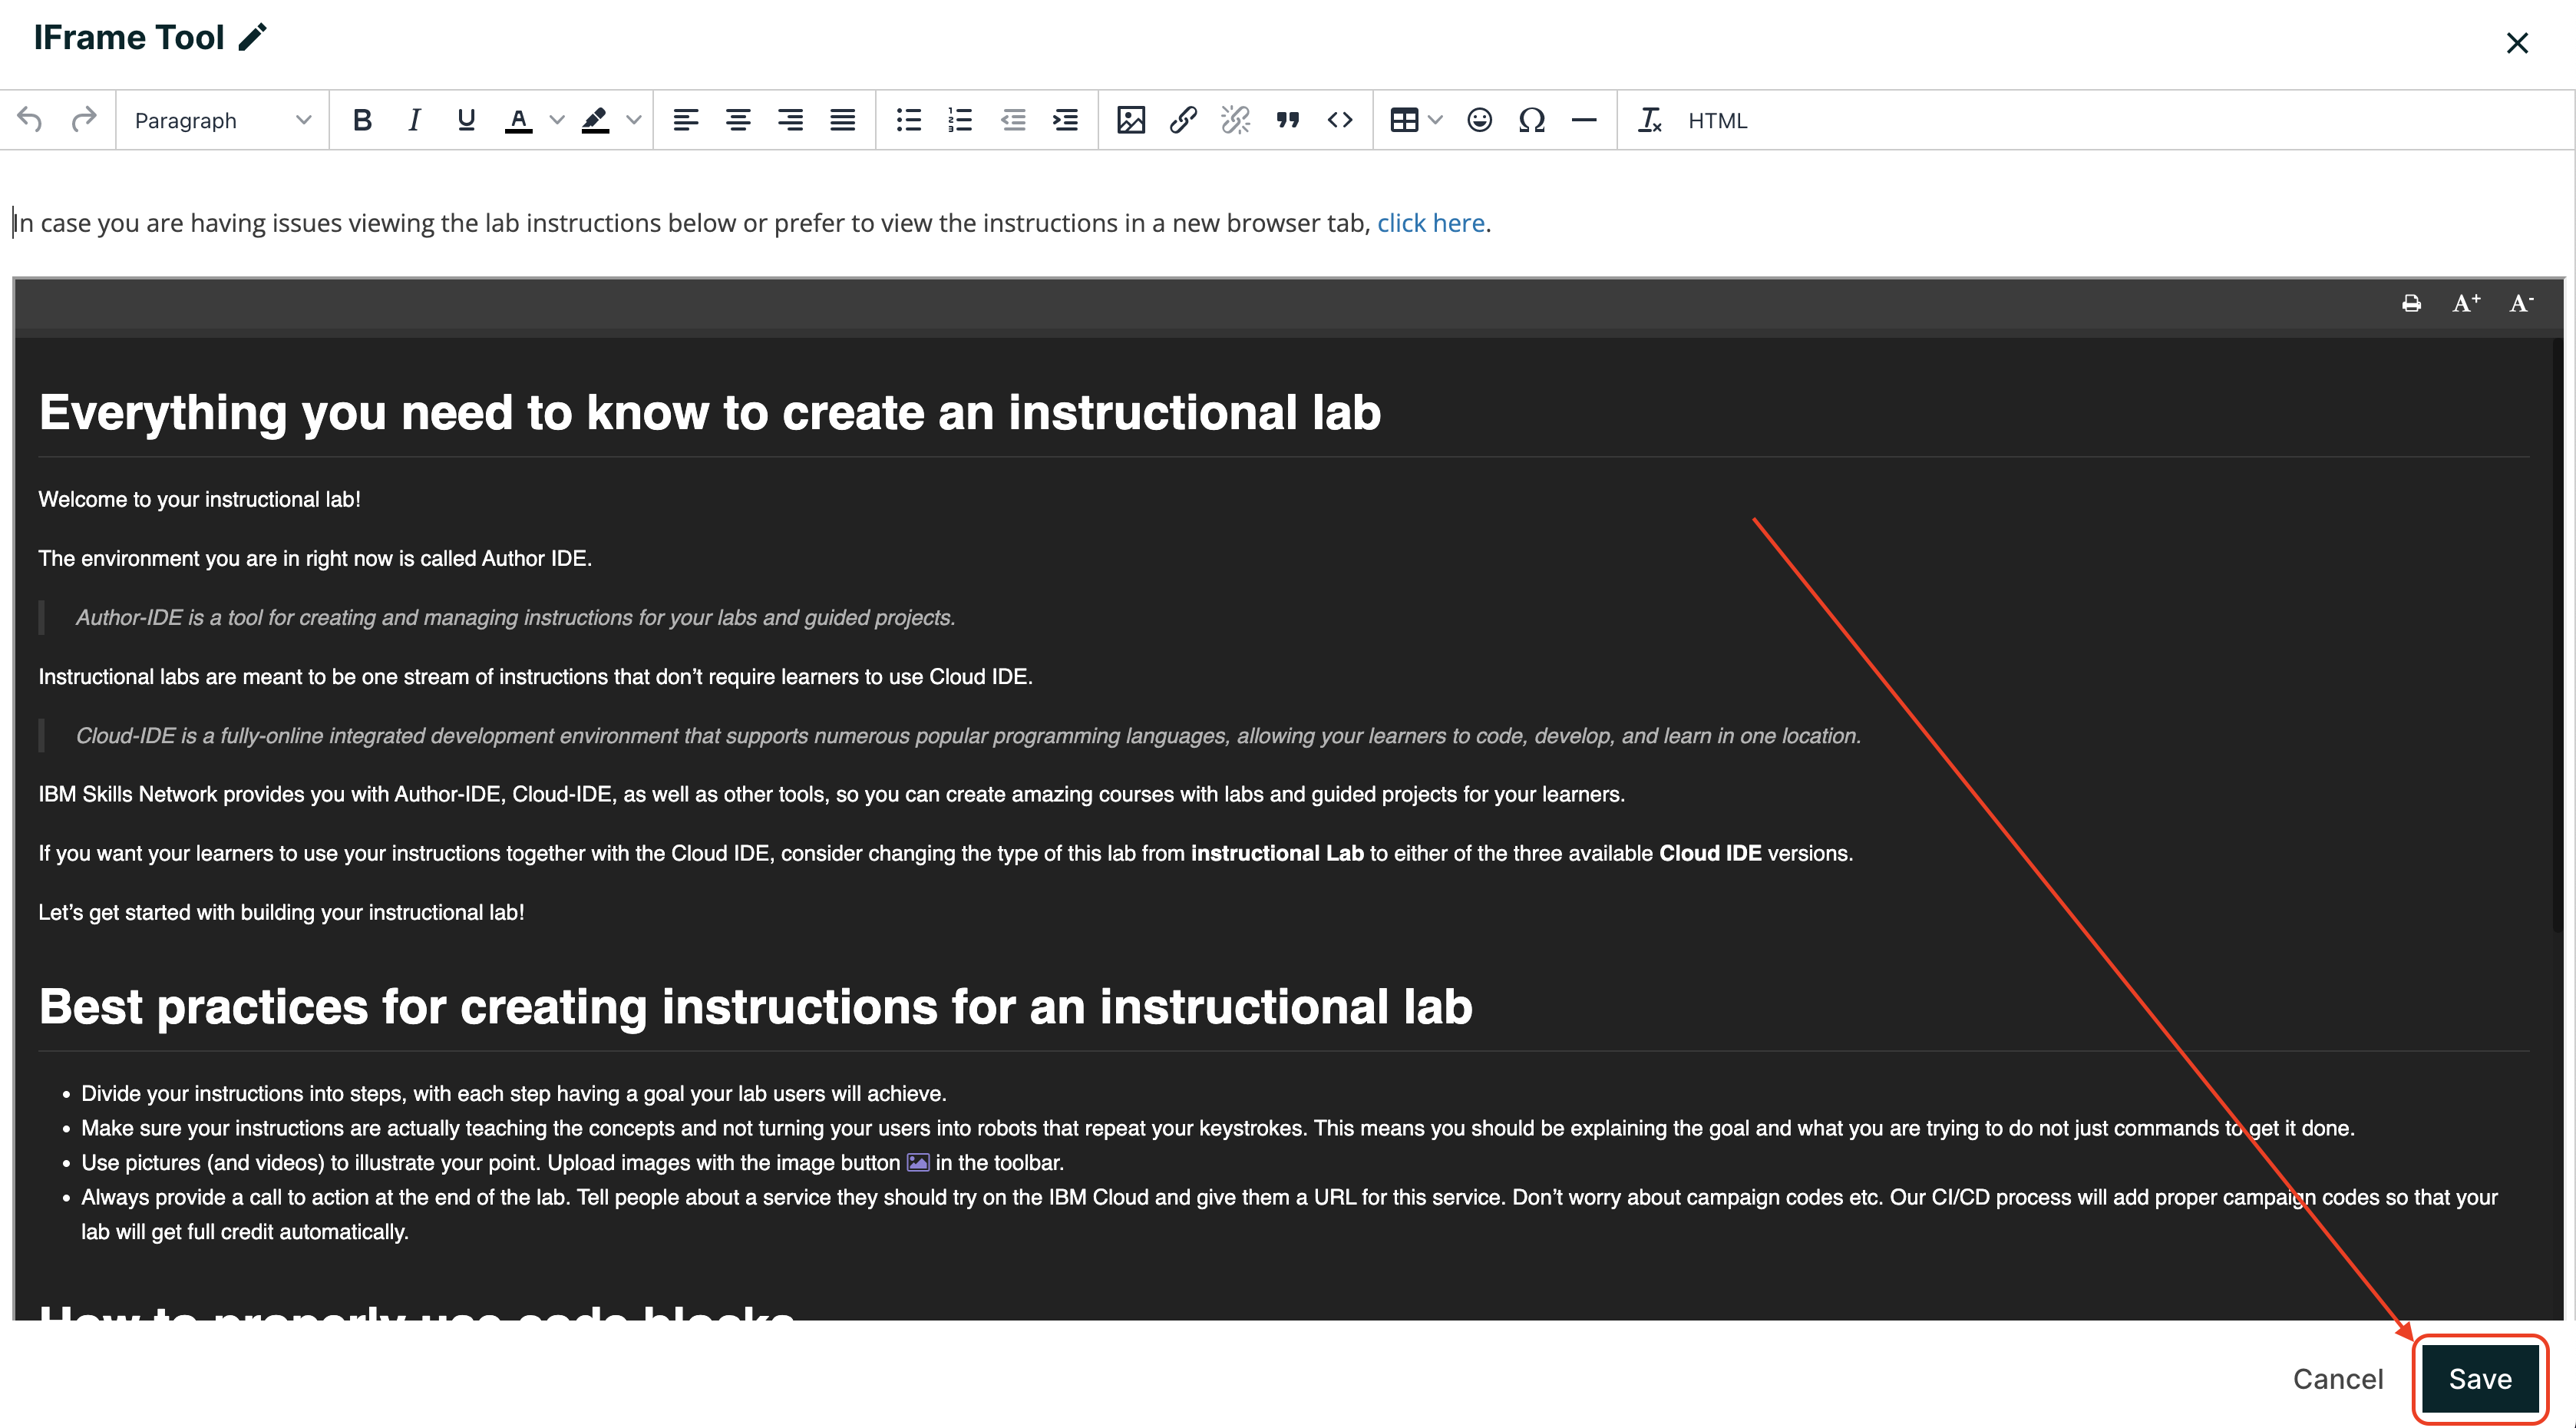 IFrame Tool
Paragraph
B I U A
HTML
In case you are having issues viewing the lab instructions below or prefer to view the instructions in a new browser tab, click here.
A+ A-
Everything you need to know to create an instructional lab
Welcome to your instructional lab!
The environment you are in right now is called Author IDE.
Author-IDE is a tool for creating and managing instructions for your labs and guided projects.
Instructional labs are meant to be one stream of instructions that don’t require learners to use Cloud IDE.
Cloud-IDE is a fully-online integrated development environment that supports numerous popular programming languages, allowing your learners to code, develop, and learn in one location.
IBM Skills Network provides you with Author-IDE, Cloud-IDE, as well as other tools, so you can create amazing courses with labs and guided projects for your learners.
If you want your learners to use your instructions together with the Cloud IDE, consider changing the type of this lab from instructional Lab to either of the three available Cloud IDE versions.
Let’s get started with building your instructional lab!
Best practices for creating instructions for an instructional lab
• Divide your instructions into steps, with each step having a goal your lab users will achieve.
• Make sure your instructions are actually teaching the concepts and not turning your users into robots that repeat your keystrokes. This means you should be explaining the goal and what you are trying to do not just commands to get it done.
• Use pictures (and videos) to illustrate your point. Upload images with the image button in the toolbar.
• Always provide a call to action at the end of the lab. Tell people about a service they should try on the IBM Cloud and give them a URL for this service. Don’t worry about campaign codes etc. Our CI/CD process will add proper campaign codes so that your
lab will get full credit automatically.
How to properly use code blocks
Cancel
Save